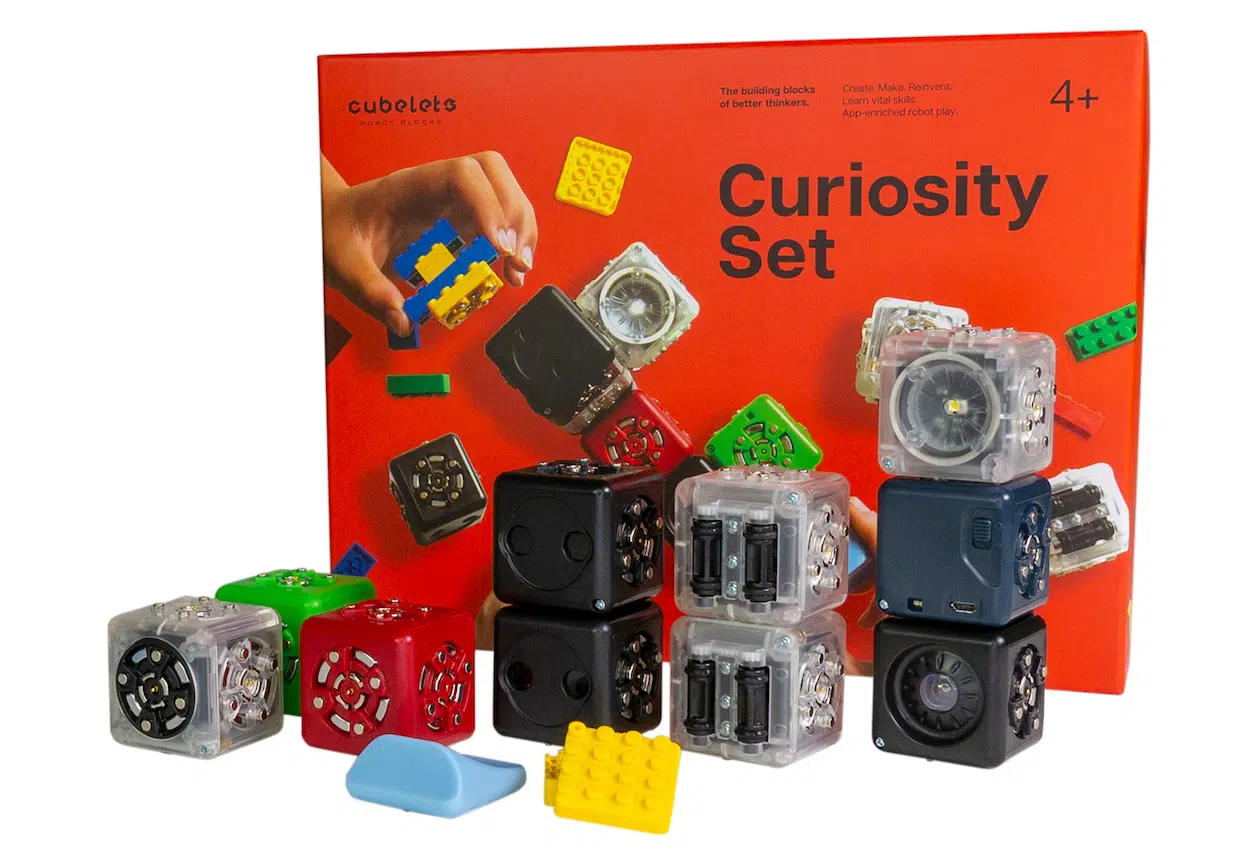 cubelets
ROBOT BLOCKS
The building blocks
of better thinkers.
Create. Make. Reinvent.
Learn vital skills.
App-enriched robot play.
4+
Curiosity
Set